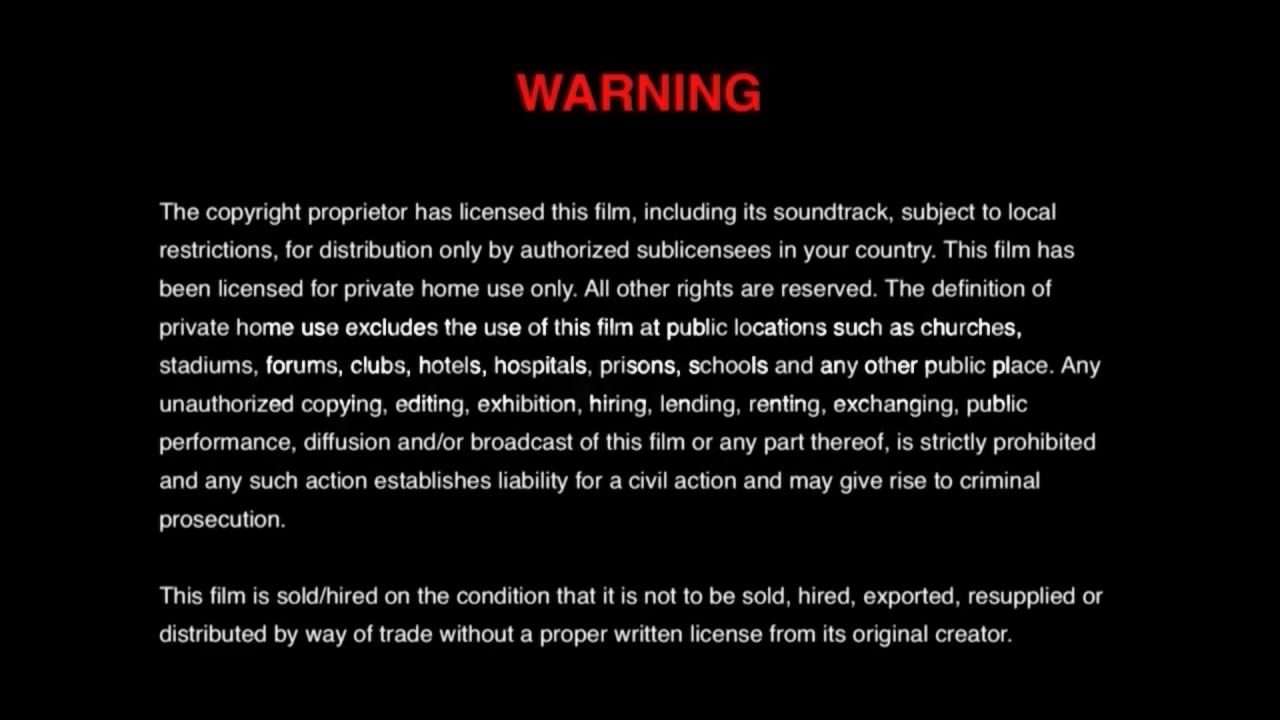 WARNING
The copyright proprietor has licensed this film, including its soundtrack, subject to local
restrictions, for distribution only by authorized sublicensees in your country. This film has
been licensed for private home use only. All other rights are reserved. The definition of
private home use excludes the use of this film at public locations such as churches,
stadiums, forums, clubs, hotels, hospitals, prisons, schools and any other public place. Any
unauthorized copying, editing, exhibition, hiring, lending, renting, exchanging, public
performance, diffusion and/or broadcast of this film or any part thereof, is strictly prohibited
and any such action establishes liability for a civil action and may give rise to criminal
prosecution.
This film is sold/hired on the condition that it is not to be sold, hired, exported, resupplied or
distributed by way of trade without a proper written license from its original creator.